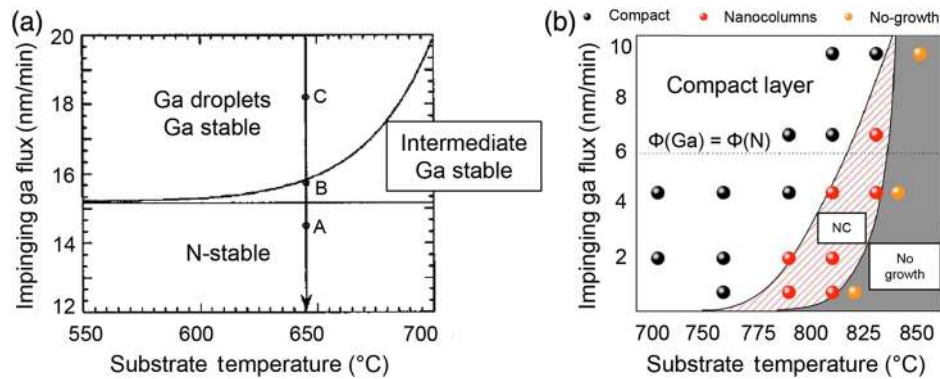 (a)
20
18
16
14
12
Impinging ga flux (nm/min)
Ga droplets
Ga stable
C
B
A
Intermediate
Ga stable
N-stable
550
600
650
700
Substrate temperature (°C)
(b)
Compact
Nanocolumns
No-growth
10
8
6
4
2
Impinging ga flux (nm/min)
Compact layer
Φ(Ga) = Φ(N)
NC
No
growth
700
750
800
825
850
Substrate temperature (°C)